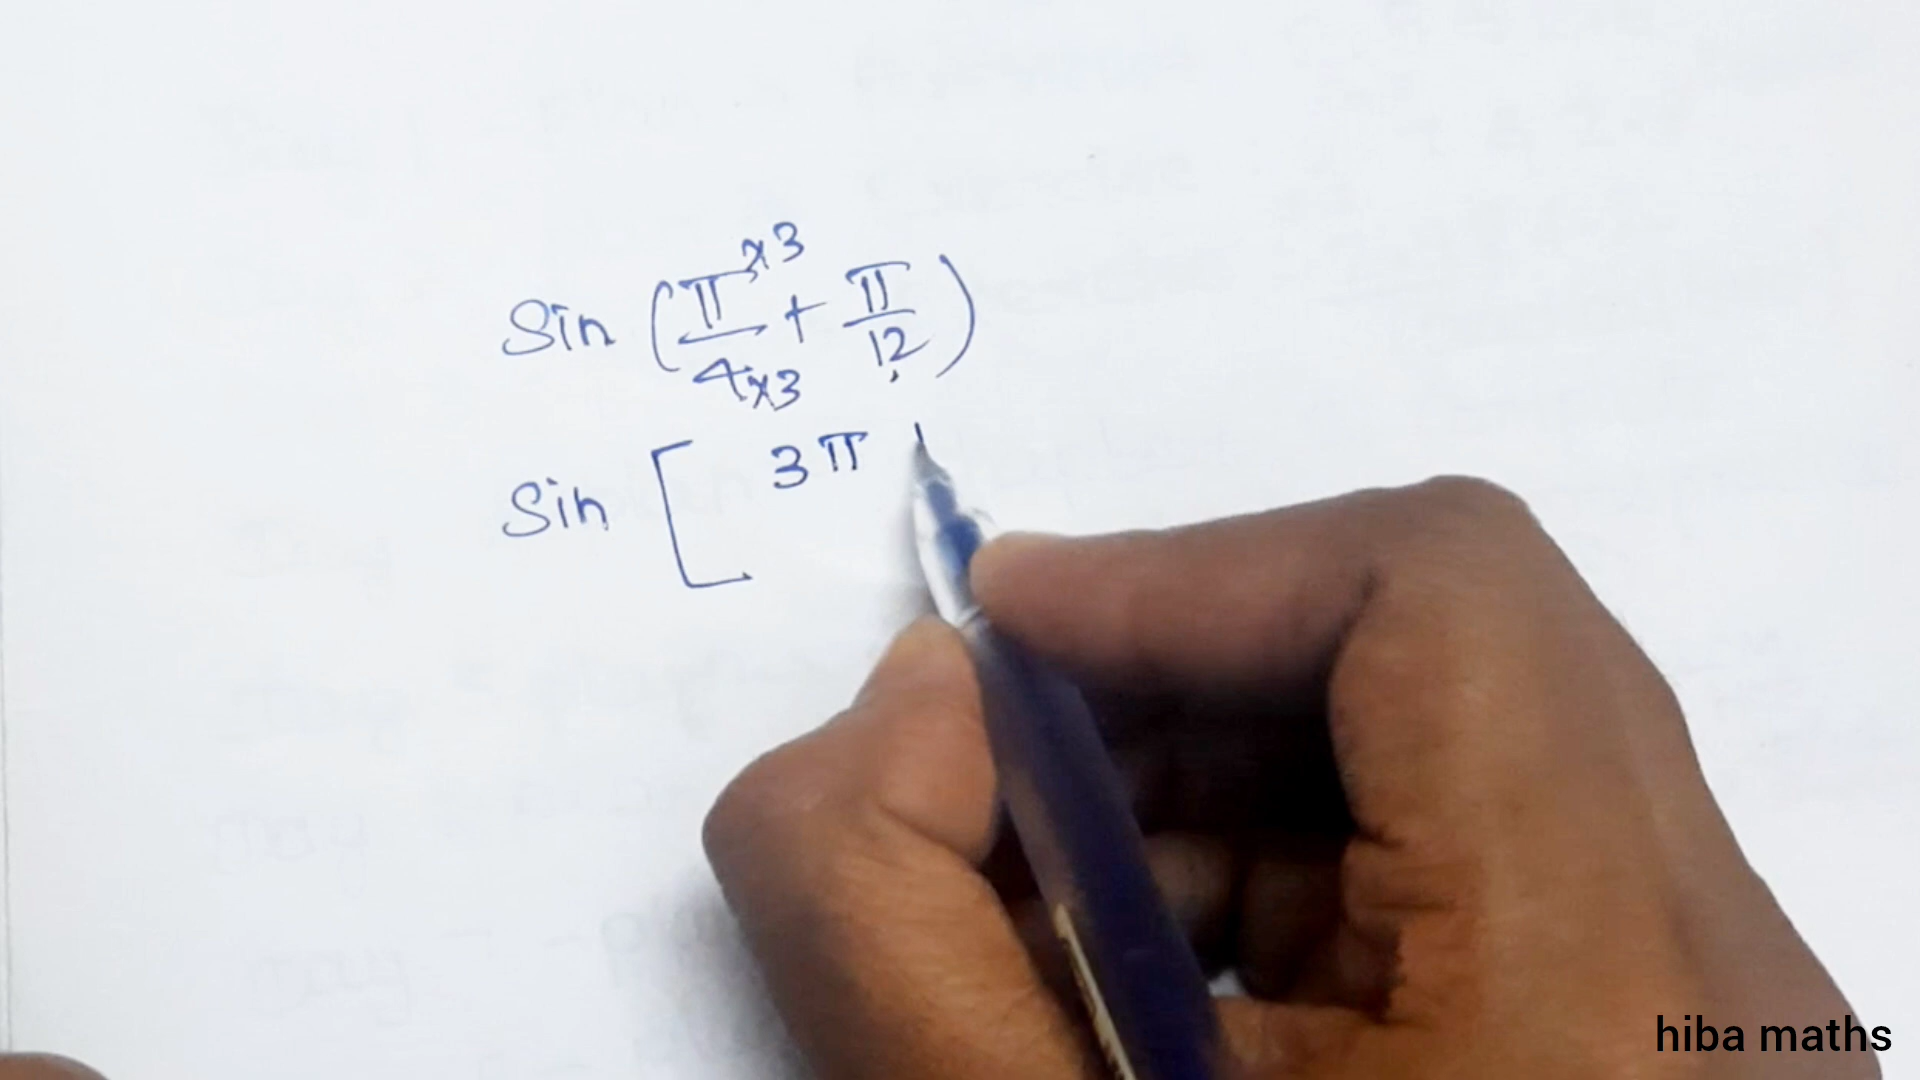 Sin (π×3/4×3 + π/12)
Sin [ 3π
hiba maths